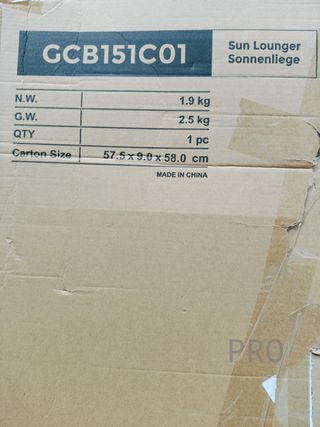 GCB151C01
Sun Lounger
Sonnenliege
N.W. 1.9 kg
G.W. 2.5 kg
QTY 1 pc
Carton Size 57.5 x 9.0 x 58.0 cm
MADE IN CHINA
PRO